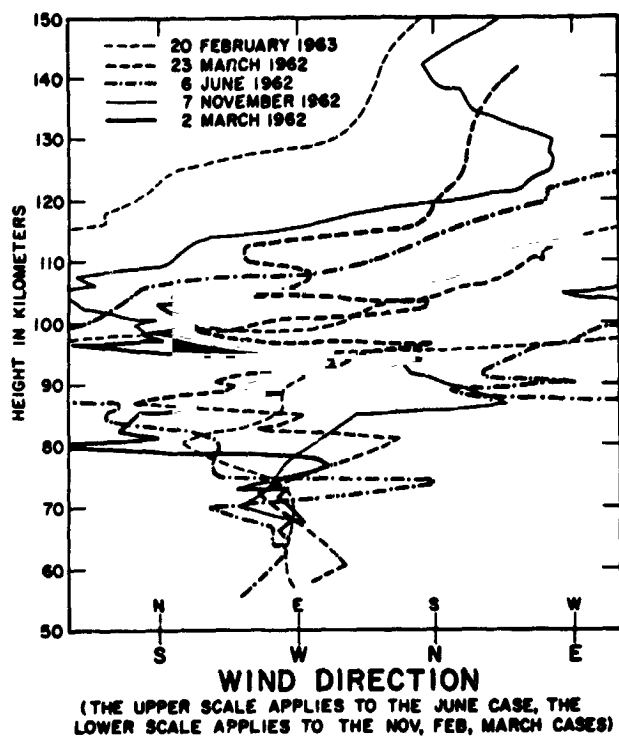 150
140
130
120
110
100
90
80
70
60
50
HEIGHT IN KILOMETERS
20 FEBRUARY 1963
23 MARCH 1962
6 JUNE 1962
7 NOVEMBER 1962
2 MARCH 1962
N E S W
S W N E
WIND DIRECTION
(THE UPPER SCALE APPLIES TO THE JUNE CASE, THE
LOWER SCALE APPLIES TO THE NOV, FEB, MARCH CASES)